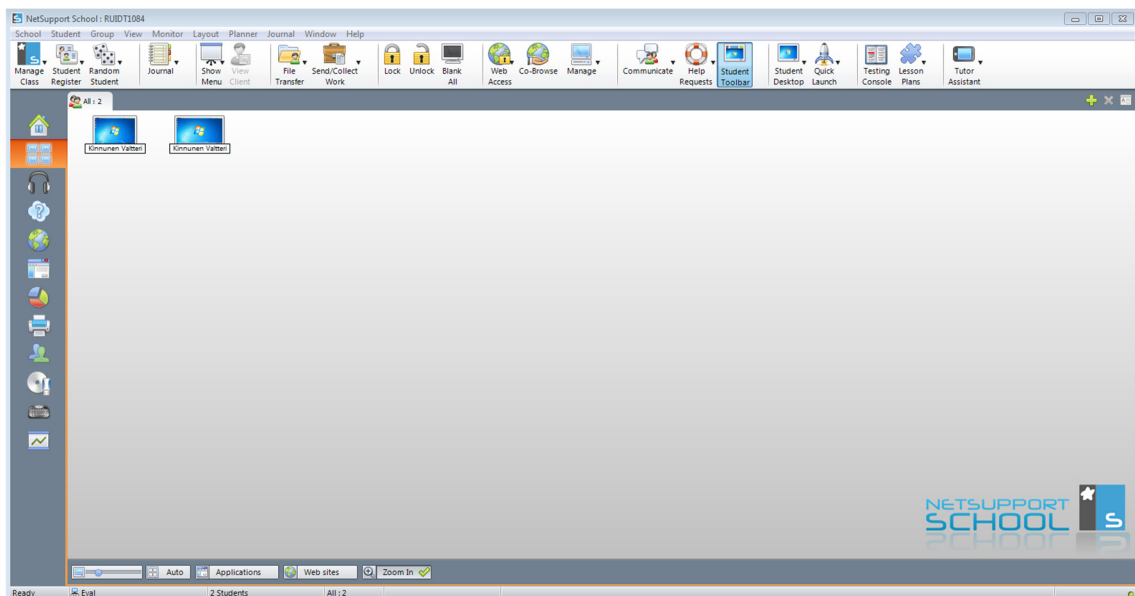 NetSupport School : RUIDT1084
School Student Group View Monitor Layout Planner Journal Window Help
Manage Class
Student Register
Random Student
Journal
Show Menu
View Client
File Transfer
Send/Collect Work
Lock
Unlock
Blank All
Web Access
Co-Browse
Manage
Communicate
Help Requests
Student Toolbar
Student Desktop
Quick Launch
Testing Console
Lesson Plans
Tutor Assistant
All : 2
Kinnunen Valtteri
Kinnunen Valtteri
NETSUPPORT
SCHOOL
S
Auto
Applications
Web sites
Zoom In
Ready Eval 2 Students All : 2